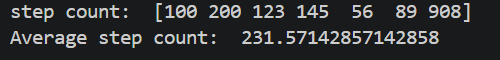 step count:  [100 200 123 145  56  89 908]
Average step count:  231.57142857142858